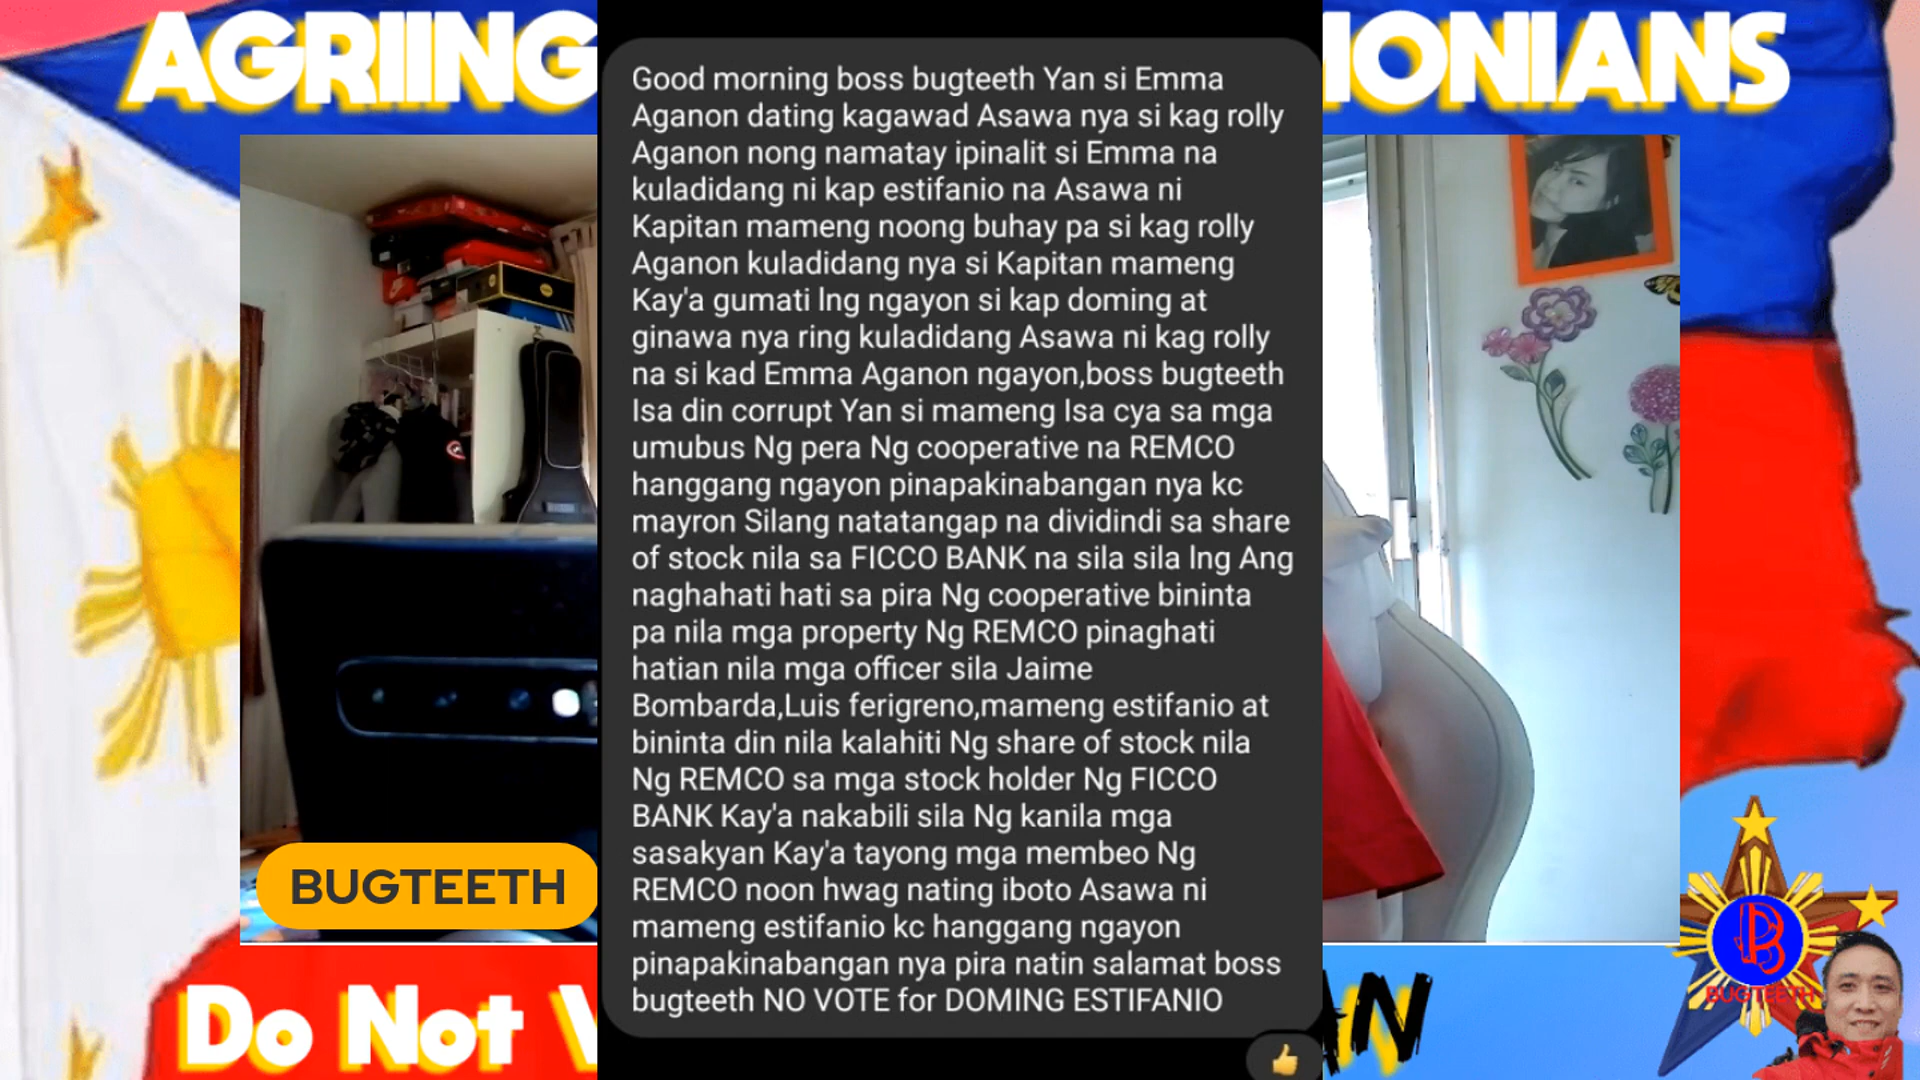 AGRIING
IONIANS
Good morning boss bugteeth Yan si Emma
Aganon dating kagawad Asawa nya si kag rolly
Aganon nong namatay ipinalit si Emma na
kuladidang ni kap estifanio na Asawa ni
Kapitan mameng noong buhay pa si kag rolly
Aganon kuladidang nya si Kapitan mameng
Kay'a gumati lng ngayon si kap doming at
ginawa nya ring kuladidang Asawa ni kag rolly
na si kad Emma Aganon ngayon,boss bugteeth
Isa din corrupt Yan si mameng Isa cya sa mga
umubus Ng pera Ng cooperative na REMCO
hanggang ngayon pinapakinabangan nya kc
mayron Silang natatangap na dividindi sa share
of stock nila sa FICCO BANK na sila sila lng Ang
naghahati hati sa pira Ng cooperative bininta
pa nila mga property Ng REMCO pinaghati
hatian nila mga officer sila Jaime
Bombarda,Luis ferigreno,mameng estifanio at
bininta din nila kalahiti Ng share of stock nila
Ng REMCO sa mga stock holder Ng FICCO
BANK Kay'a nakabili sila Ng kanila mga
sasakyan Kay'a tayong mga membeo Ng
REMCO noon hwag nating iboto Asawa ni
mameng estifanio kc hanggang ngayon
pinapakinabangan nya pira natin salamat boss
bugteeth NO VOTE for DOMING ESTIFANIO
BUGTEETH
Do Not
AN
BUGTEETH